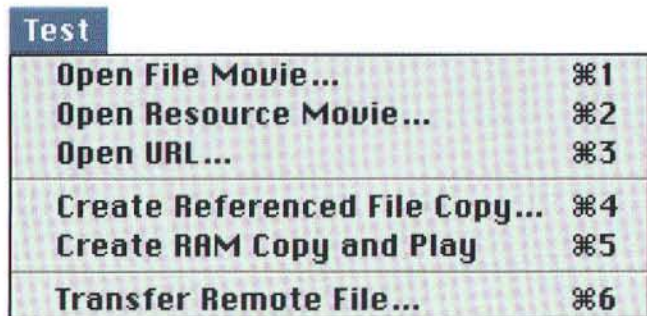 Test
Open File Movie... ⌘1
Open Resource Movie... ⌘2
Open URL... ⌘3
Create Referenced File Copy... ⌘4
Create RAM Copy and Play ⌘5
Transfer Remote File... ⌘6